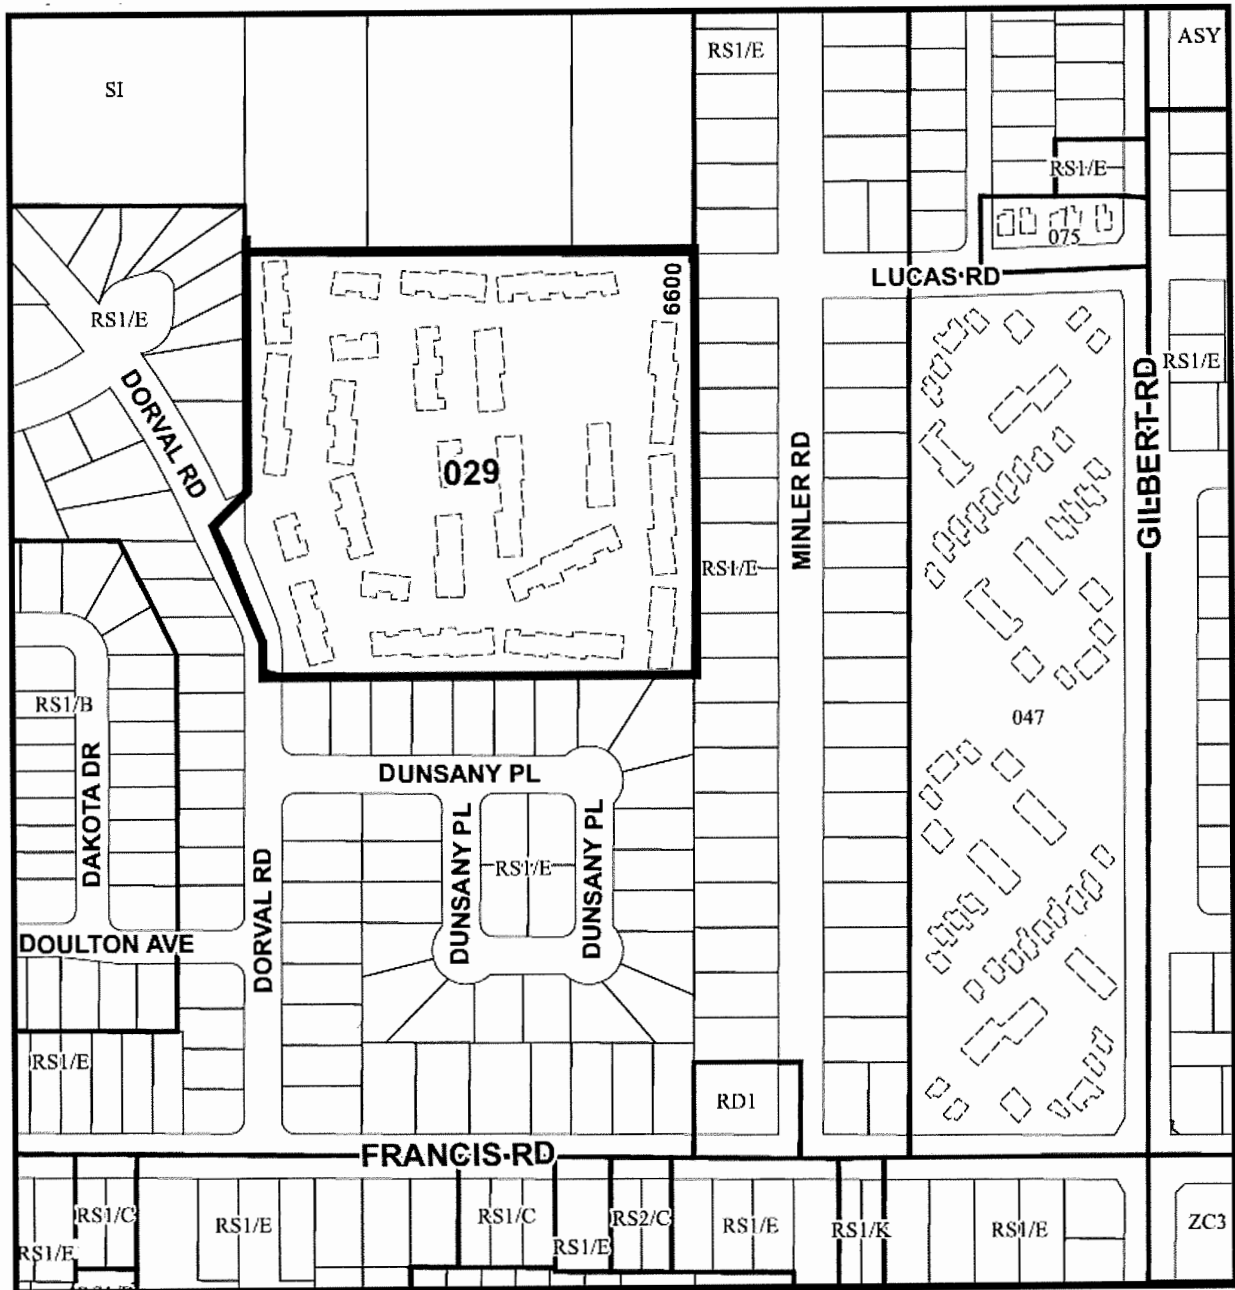 SI
RS1/E
ASY
RS1/E
075
LUCAS RD
6600
RS1/E
DORVAL RD
RS1/E
GILBERT RD
029
MINLER RD
RS1/E
RS1/B
047
DUNSANY PL
DAKOTA DR
DORVAL RD
DUNSANY PL
RS1/E
DUNSANY PL
DOULTON AVE
RS1/E
RD1
FRANCIS RD
RS1/C
RS1/E
RS1/C
RS2/C
RS1/E
RS1/K
RS1/E
ZC3
RS1/E
RS1/E